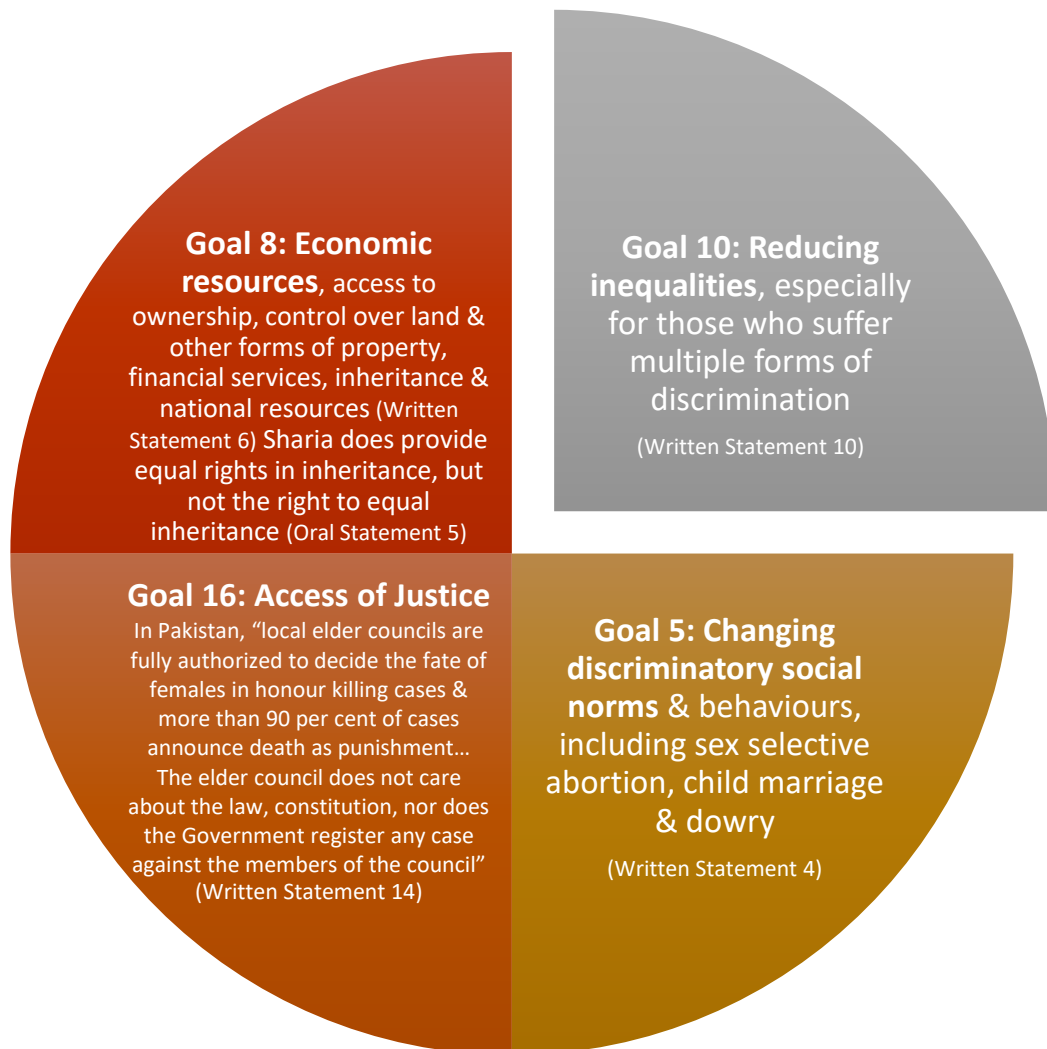 Goal 8: Economic
resources, access to
ownership, control over land &
other forms of property,
financial services, inheritance &
national resources (Written
Statement 6) Sharia does provide
equal rights in inheritance, but
not the right to equal
inheritance (Oral Statement 5)
Goal 10: Reducing
inequalities, especially
for those who suffer
multiple forms of
discrimination
(Written Statement 10)
Goal 16: Access of Justice
In Pakistan, “local elder councils are
fully authorized to decide the fate of
females in honour killing cases &
more than 90 per cent of cases
announce death as punishment…
The elder council does not care
about the law, constitution, nor does
the Government register any case
against the members of the council”
(Written Statement 14)
Goal 5: Changing
discriminatory social
norms & behaviours,
including sex selective
abortion, child marriage
& dowry
(Written Statement 4)